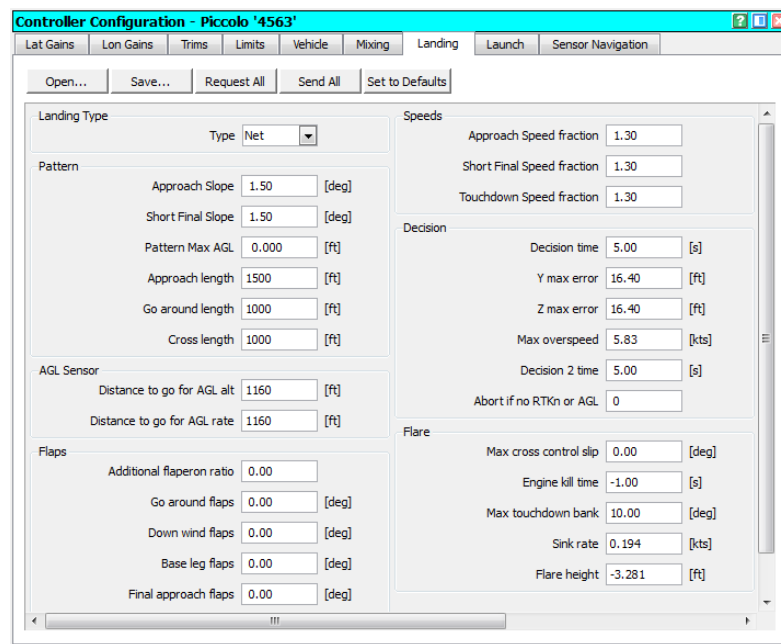 Controller Configuration - Piccolo '4563'
Lat Gains Lon Gains Trims Limits Vehicle Mixing Landing Launch Sensor Navigation
Open... Save... Request All Send All Set to Defaults
Landing Type
Type Net
Pattern
Approach Slope 1.50 [deg]
Short Final Slope 1.50 [deg]
Pattern Max AGL 0.000 [ft]
Approach length 1500 [ft]
Go around length 1000 [ft]
Cross length 1000 [ft]
AGL Sensor
Distance to go for AGL alt 1160 [ft]
Distance to go for AGL rate 1160 [ft]
Flaps
Additional flaperon ratio 0.00
Go around flaps 0.00 [deg]
Down wind flaps 0.00 [deg]
Base leg flaps 0.00 [deg]
Final approach flaps 0.00 [deg]
Speeds
Approach Speed fraction 1.30
Short Final Speed fraction 1.30
Touchdown Speed fraction 1.30
Decision
Decision time 5.00 [s]
Y max error 16.40 [ft]
Z max error 16.40 [ft]
Max overspeed 5.83 [kts]
Decision 2 time 5.00 [s]
Abort if no RTKn or AGL 0
Flare
Max cross control slip 0.00 [deg]
Engine kill time -1.00 [s]
Max touchdown bank 10.00 [deg]
Sink rate 0.194 [kts]
Flare height -3.281 [ft]